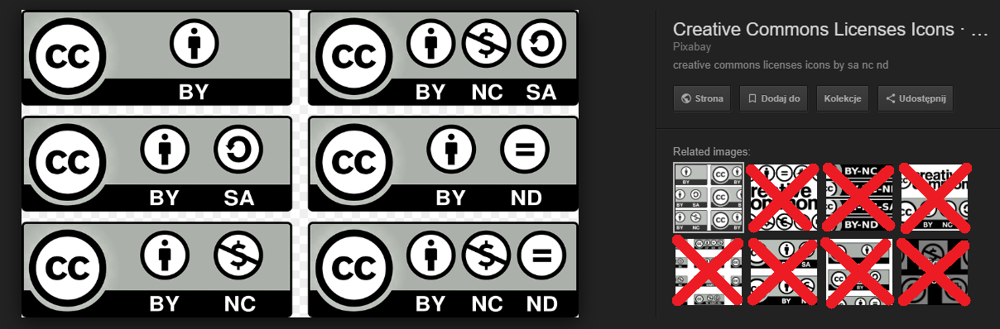 CC
BY
CC
BY NC SA
CC
BY SA
CC
BY ND
CC
BY NC
CC
BY NC ND
Creative Commons Licenses Icons · ...
Pixabay
creative commons licenses icons by sa nc nd
Strona
Dodaj do
Kolekcje
Udostępnij
Related images:
BY-NC
BY-ND